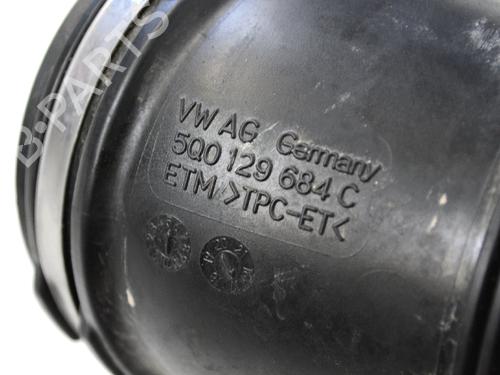 B-PARTS
VW AG Germany
5Q0 129 684 C
ETM >TPC-ET<